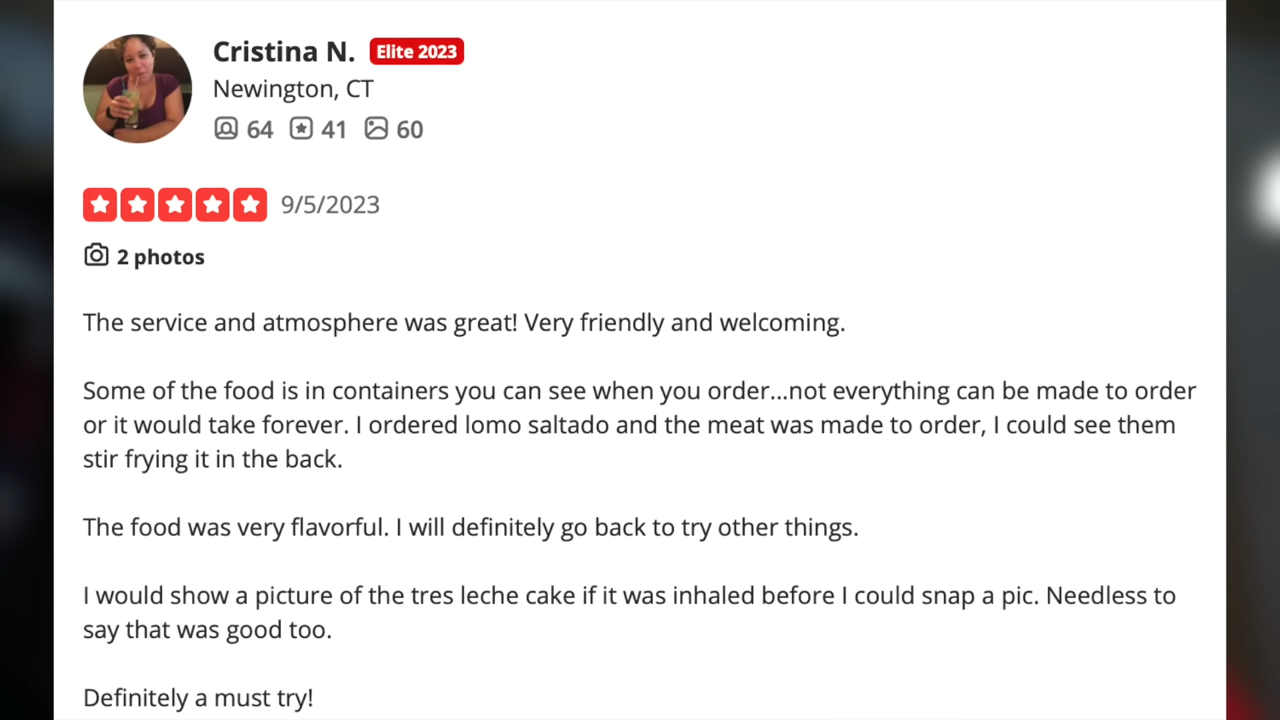 Cristina N. Elite 2023
Newington, CT
64 41 60
9/5/2023
2 photos
The service and atmosphere was great! Very friendly and welcoming.
Some of the food is in containers you can see when you order...not everything can be made to order
or it would take forever. I ordered lomo saltado and the meat was made to order, I could see them
stir frying it in the back.
The food was very flavorful. I will definitely go back to try other things.
I would show a picture of the tres leche cake if it was inhaled before I could snap a pic. Needless to
say that was good too.
Definitely a must try!